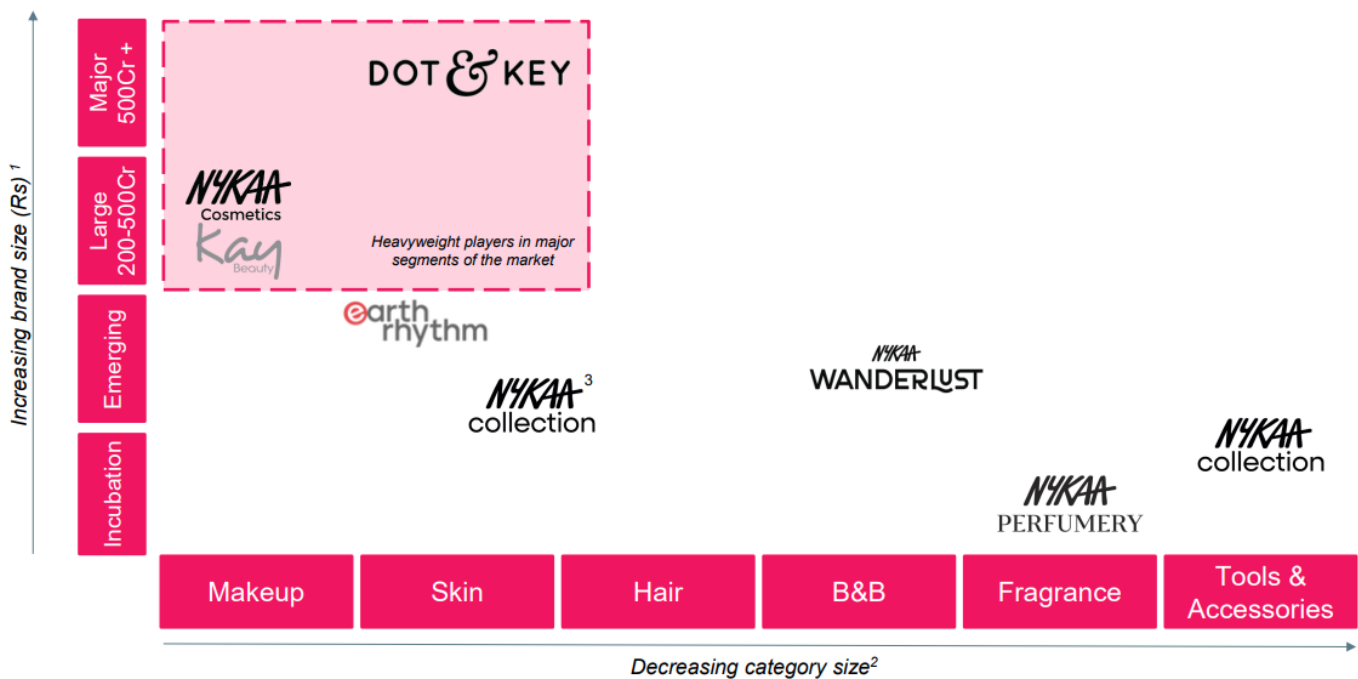 Increasing brand size (Rs) 1
Major
500Cr +
DOT & KEY
Large
200-500Cr
NYKAA
Cosmetics
Kay
Beauty
Heavyweight players in major
segments of the market
Emerging
earth
rhythm
NYKAA 3
collection
NYKAA
WANDERLUST
Incubation
NYKAA
PERFUMERY
NYKAA
collection
Makeup
Skin
Hair
B&B
Fragrance
Tools &
Accessories
Decreasing category size2